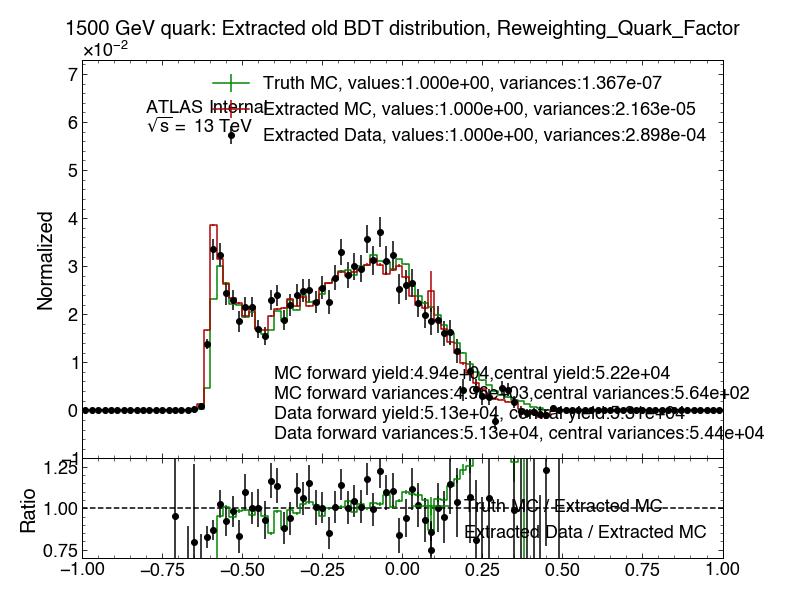 1500 GeV quark: Extracted old BDT distribution, Reweighting_Quark_Factor
×10⁻²
Truth MC, values:1.000e+00, variances:1.367e-07
ATLAS Internal
Extracted MC, values:1.000e+00, variances:2.163e-05
√s = 13 TeV
Extracted Data, values:1.000e+00, variances:2.898e-04
7
6
5
4
3
2
1
0
Normalized
MC forward yield:4.94e+04,central yield:5.22e+04
MC forward central variances:5.64e+02
Data forward yield:5.13e+04, central
Data forward variances:5.13e+04, central variances:5.44e+04
1.25
1.00
0.75
Ratio
Truth MC / Extracted MC
Extracted Data / Extracted MC
−1.00 −0.75 −0.50 −0.25 0.00 0.25 0.50 0.75 1.00